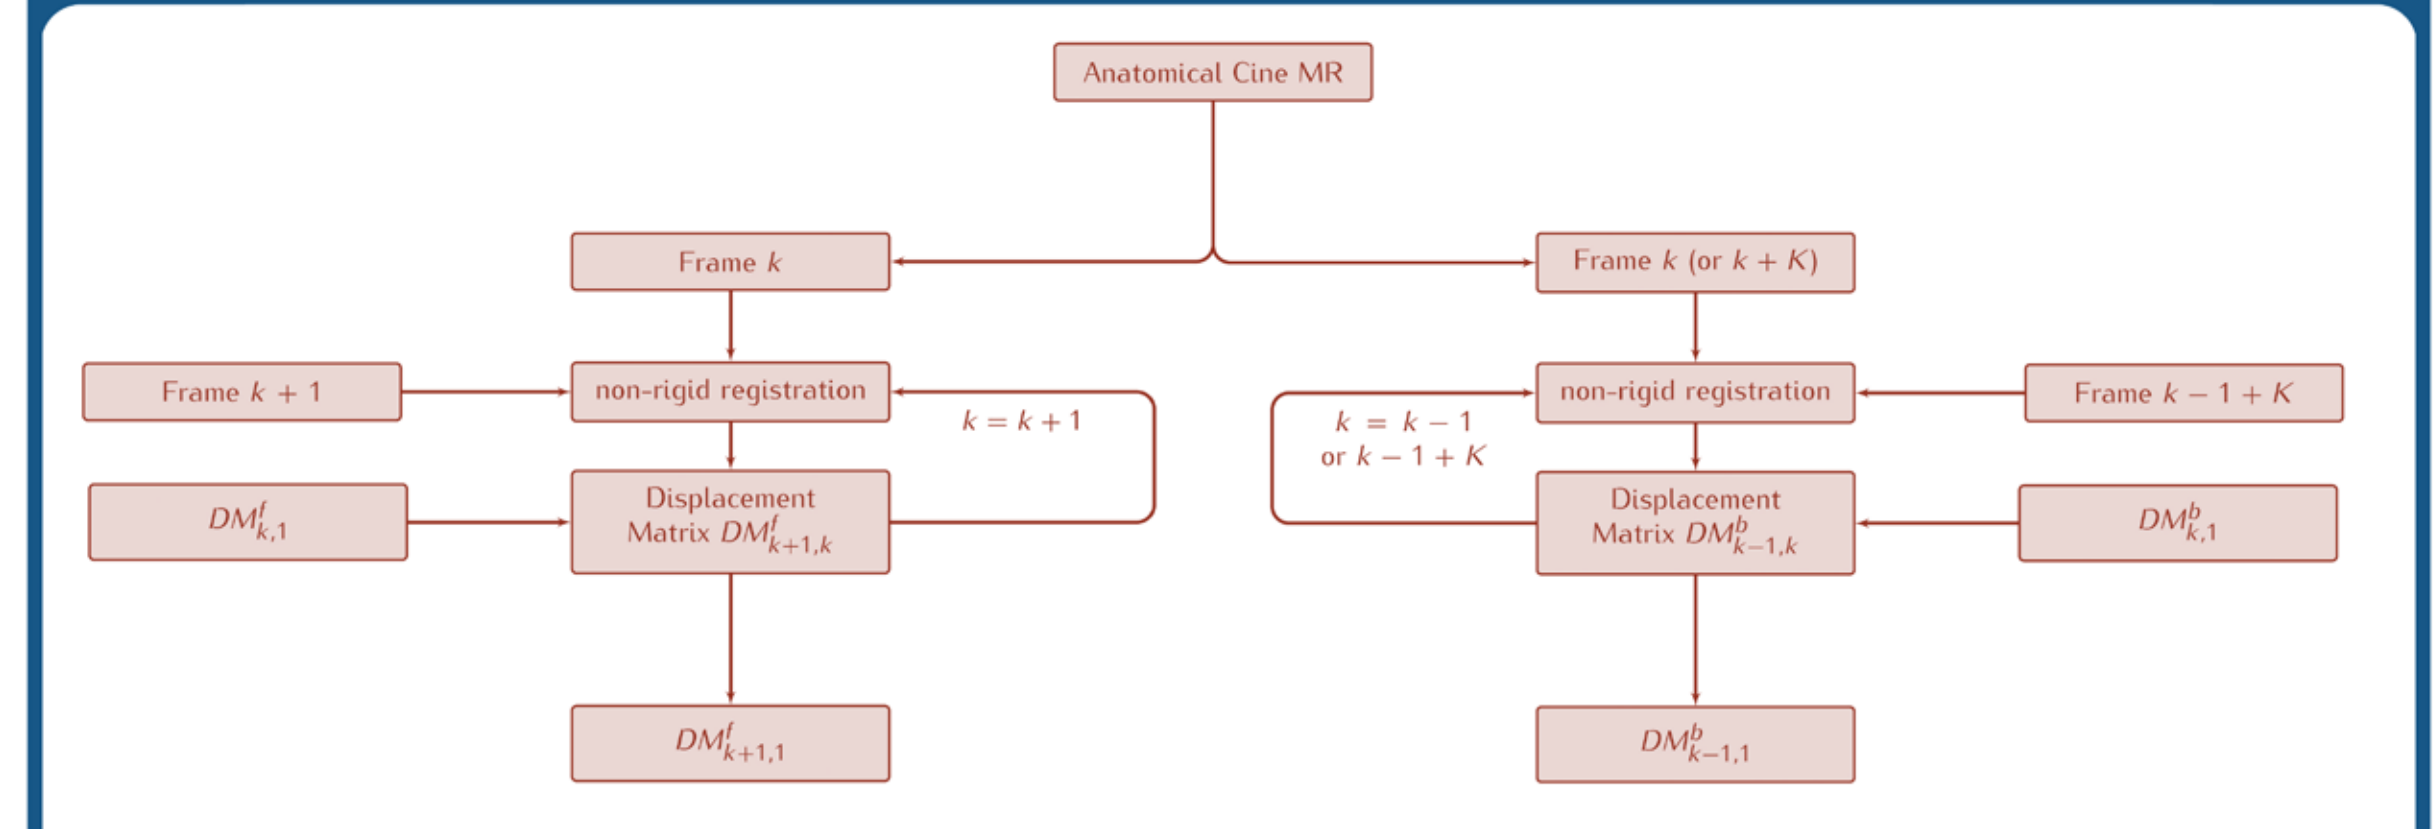 Anatomical Cine MR
Frame k
Frame k (or k + K)
Frame k + 1
non-rigid registration
k = k + 1
k = k − 1
or k − 1 + K
non-rigid registration
Frame k − 1 + K
DM^f_{k,1}
Displacement
Matrix DM^f_{k+1,k}
Displacement
Matrix DM^b_{k−1,k}
DM^b_{k,1}
DM^f_{k+1,1}
DM^b_{k−1,1}